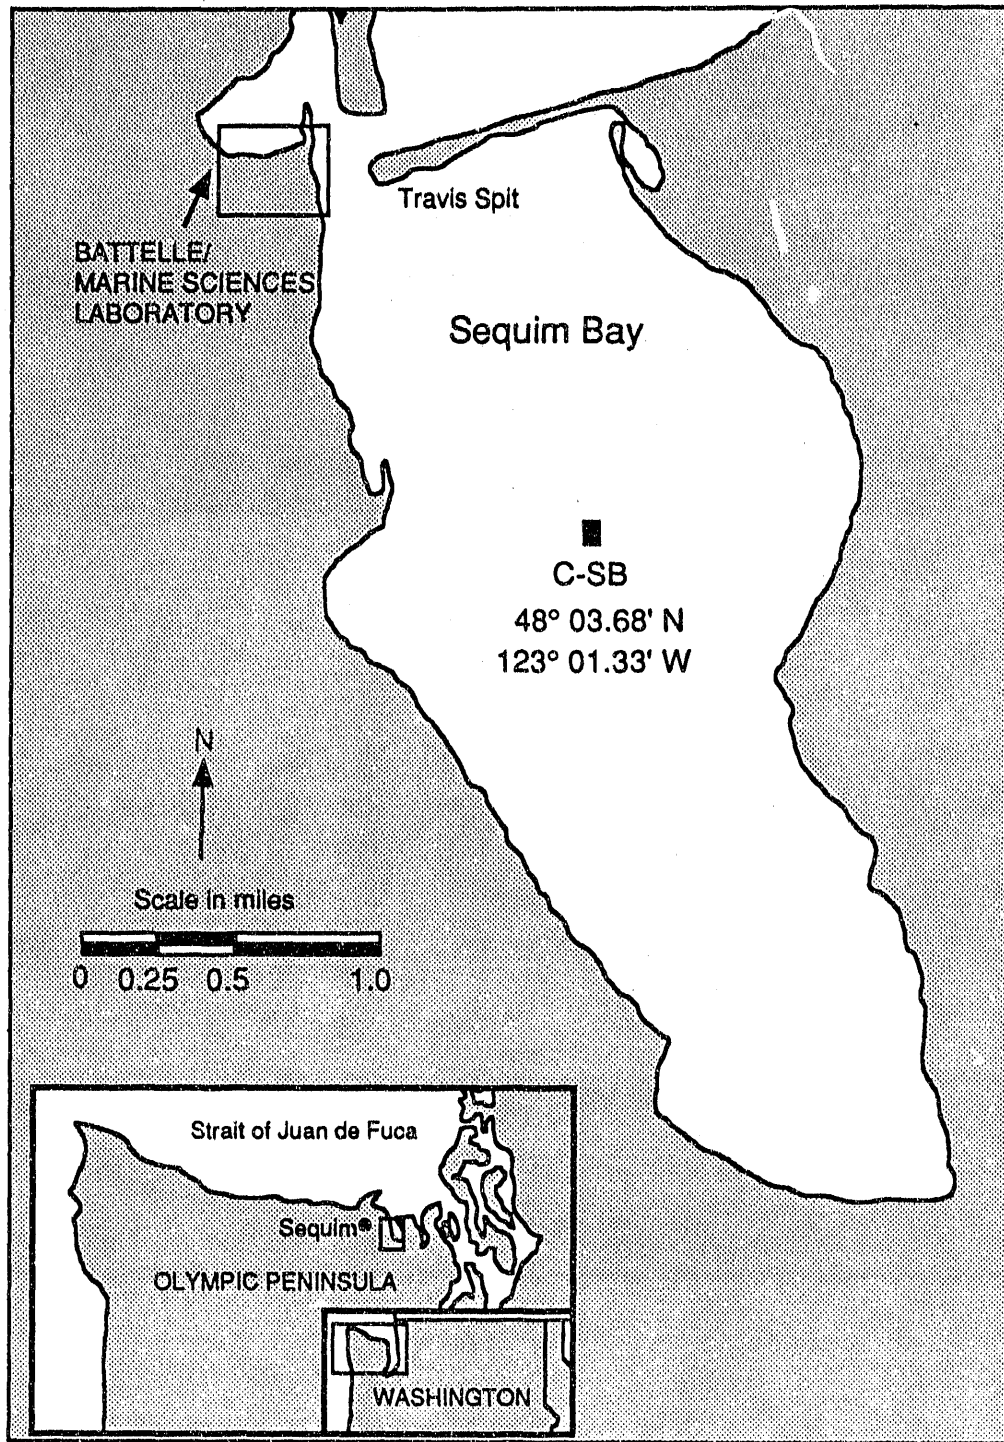 Travis Spit
BATTELLE/
MARINE SCIENCES
LABORATORY
Sequim Bay
C-SB
48° 03.68' N
123° 01.33' W
N
Scale in miles
0 0.25 0.5 1.0
Strait of Juan de Fuca
Sequim
OLYMPIC PENINSULA
WASHINGTON